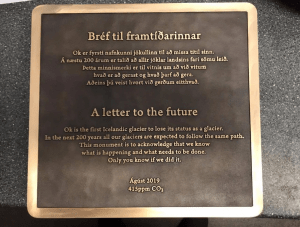 Bréf til framtíðarinnar
Ok er fyrsti nafnkunni jökullinn til að missa titil sinn.
Á næstu 200 árum er talið að allir jöklar landsins fari sömu leið.
Þetta minnismerki er til vitnis um að við vitum
hvað er að gerast og hvað þarf að gera.
Aðeins þú veist hvort við gerðum eitthvað.
A letter to the future
Ok is the first Icelandic glacier to lose its status as a glacier.
In the next 200 years all our glaciers are expected to follow the same path.
This monument is to acknowledge that we know
what is happening and what needs to be done.
Only you know if we did it.
Ágúst 2019
415ppm CO₂